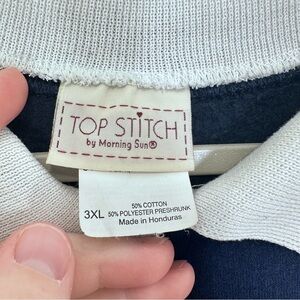 TOP STITCH
by Morning Sun®
50% COTTON
3XL 50% POLYESTER PRESHRUNK
Made in Honduras